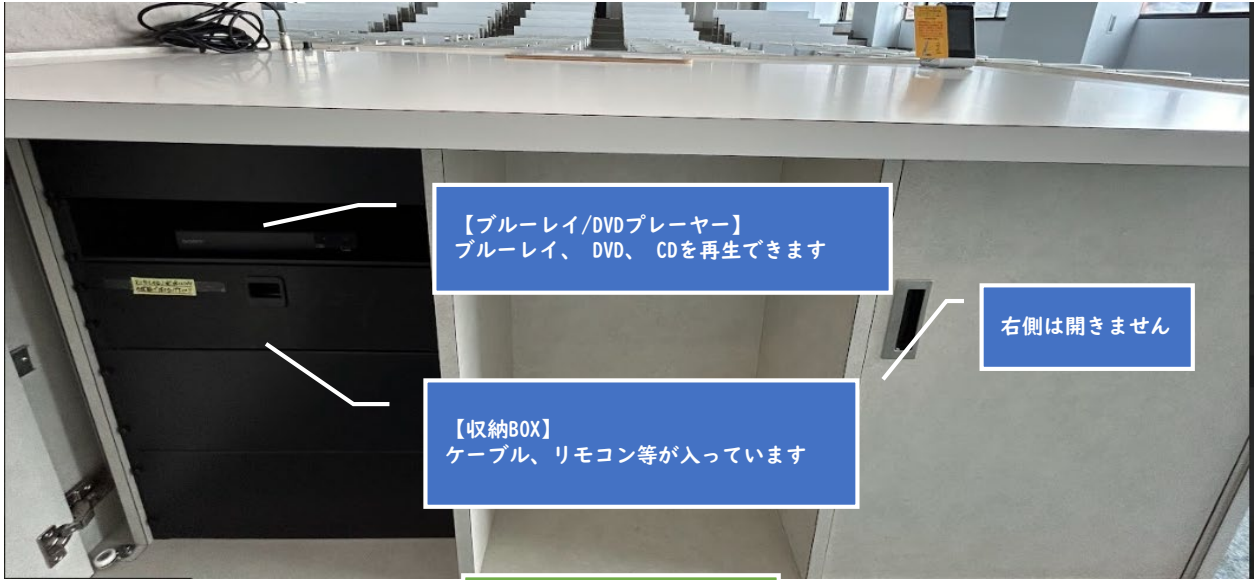 【ブルーレイ/DVDプレーヤー】
ブルーレイ、 DVD、 CDを再生できます
右側は開きません
【収納BOX】
ケーブル、リモコン等が入っています